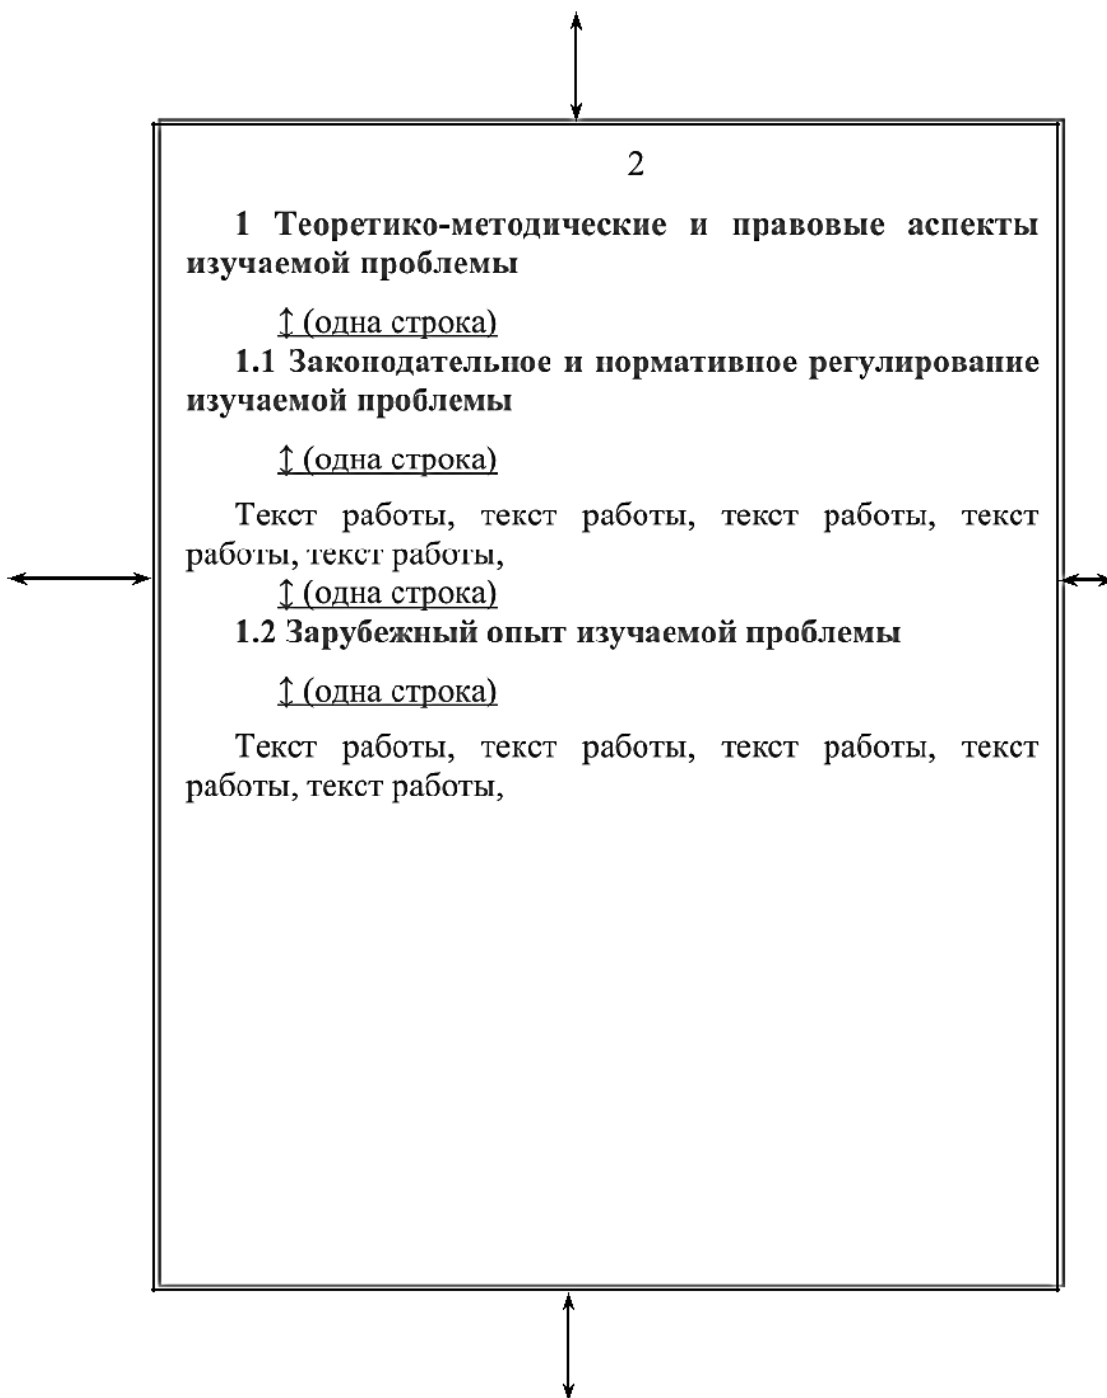 2
1 Теоретико-методические и правовые аспекты
изучаемой проблемы
↕ (одна строка)
1.1 Законодательное и нормативное регулирование
изучаемой проблемы
↕ (одна строка)
Текст работы, текст работы, текст работы, текст
работы, текст работы,
↕ (одна строка)
1.2 Зарубежный опыт изучаемой проблемы
↕ (одна строка)
Текст работы, текст работы, текст работы, текст
работы, текст работы,